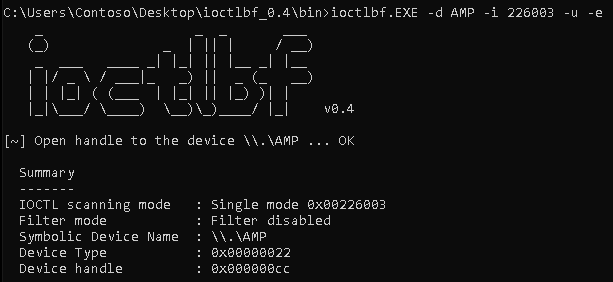 C:\Users\Contoso\Desktop\ioctlbf_0.4\bin>ioctlbf.EXE -d AMP -i 226003 -u -e
ioctlbf
v0.4
[~] Open handle to the device \\.\AMP ... OK
Summary
-------
IOCTL scanning mode : Single mode 0x00226003
Filter mode : Filter disabled
Symbolic Device Name : \\.\AMP
Device Type : 0x00000022
Device handle : 0x000000cc